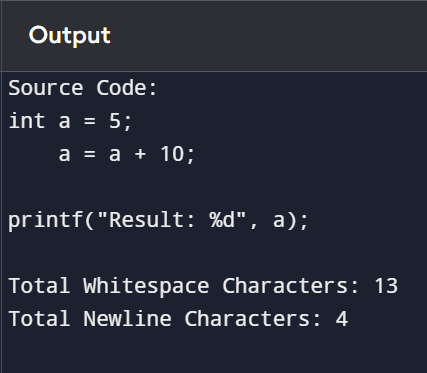 Output
Source Code:
int a = 5;
    a = a + 10;

printf("Result: %d", a);

Total Whitespace Characters: 13
Total Newline Characters: 4